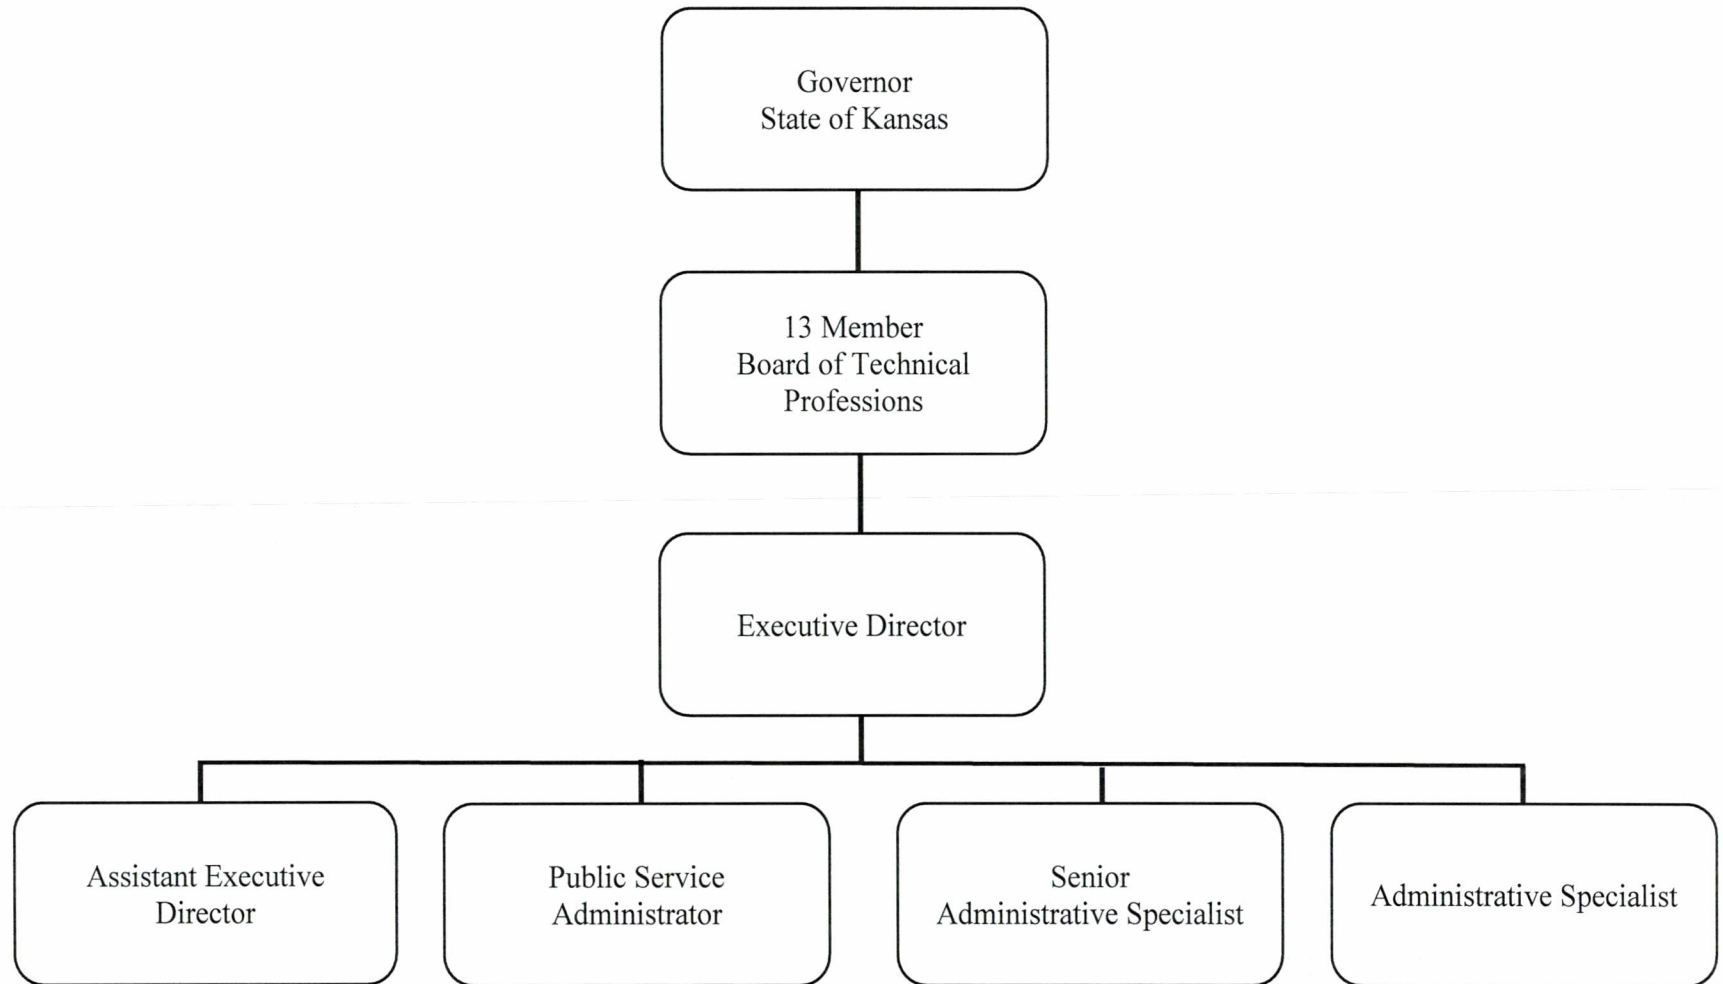 Governor
State of Kansas
13 Member
Board of Technical
Professions
Executive Director
Assistant Executive
Director
Public Service
Administrator
Senior
Administrative Specialist
Administrative Specialist